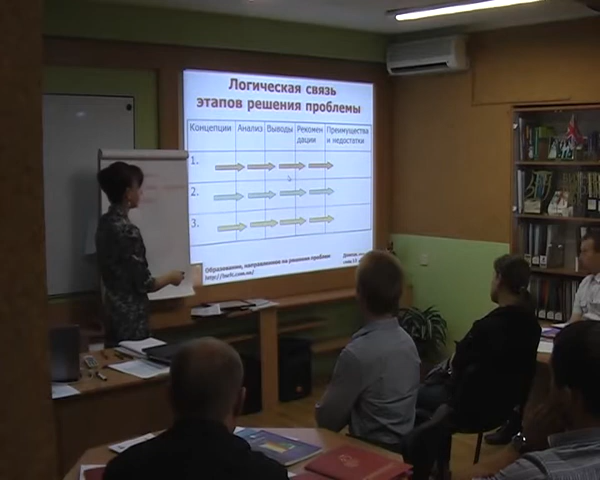 Логическая связь
этапов решения проблемы
Концепции Анализ Выводы Рекомен Преимущества
дации и недостатки
1.
2.
3.
Образование, направленное на решение проблем